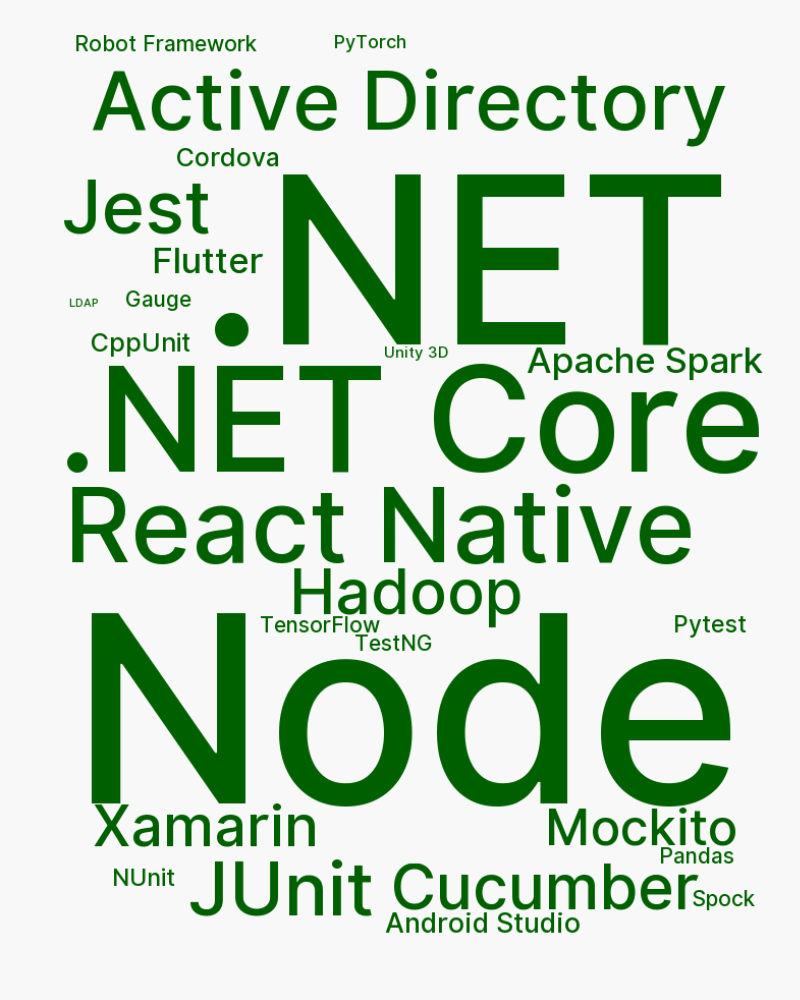 Robot Framework
PyTorch
Active Directory
Cordova
Jest
.NET
Flutter
LDAP
Gauge
CppUnit
Unity 3D
Apache Spark
.NET Core
React Native
Hadoop
TensorFlow
Pytest
TestNG
Node
Xamarin
Mockito
Pandas
NUnit
JUnit
Cucumber
Spock
Android Studio